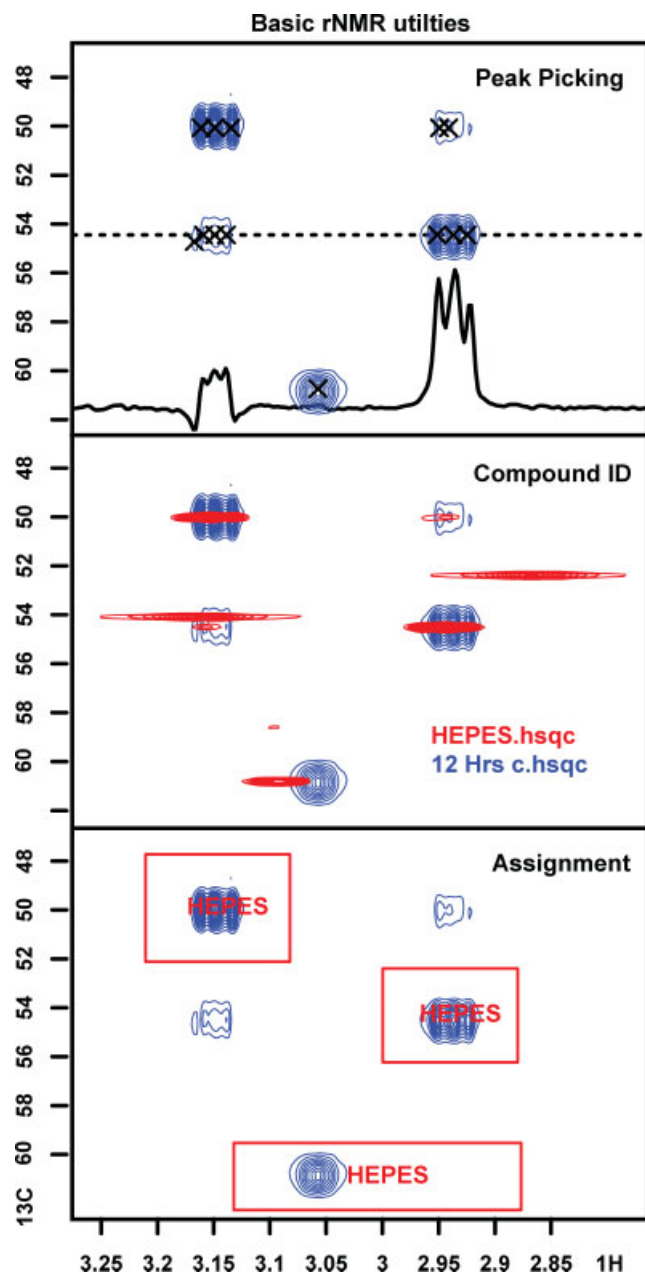 Basic rNMR utilties
Peak Picking
48
50
52
54
56
58
60
Compound ID
48
50
52
54
56
58
60
HEPES.hsqc
12 Hrs c.hsqc
Assignment
48
50
52
54
56
60
13C
HEPES
HEPES
HEPES
3.25 3.2 3.15 3.1 3.05 3 2.95 2.9 2.85 1H